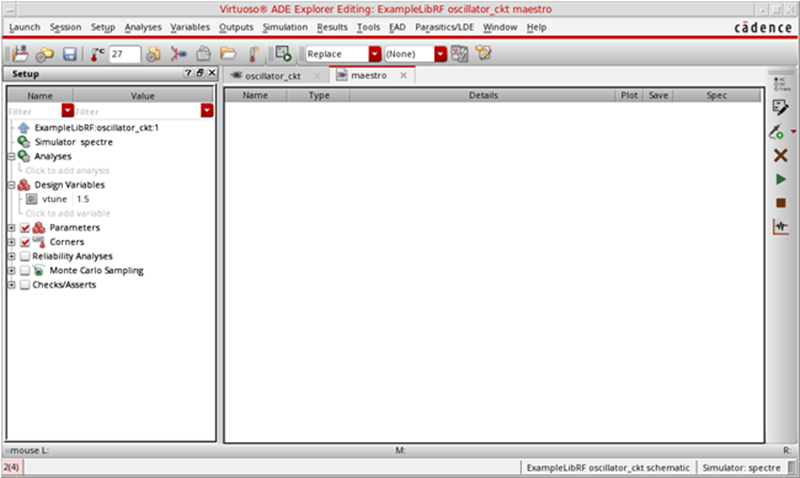 Virtuoso® ADE Explorer Editing: ExampleLibRF oscillator_ckt maestro
Launch Session Setup Analyses Variables Outputs Simulation Results Tools EAD Parasitics/LDE Window Help cādence
°C 27 Replace (None)
Setup ? oscillator_ckt maestro
Name Value Name Type Details Plot Save Spec
Filter Filter
ExampleLibRF:oscillator_ckt:1
Simulator spectre
Analyses
Click to add analysis
Design Variables
vtune 1.5
Click to add variable
Parameters
Corners
Reliability Analyses
Monte Carlo Sampling
Checks/Asserts
mouse L: M: R:
2(4) ExampleLibRF oscillator_ckt schematic Simulator: spectre